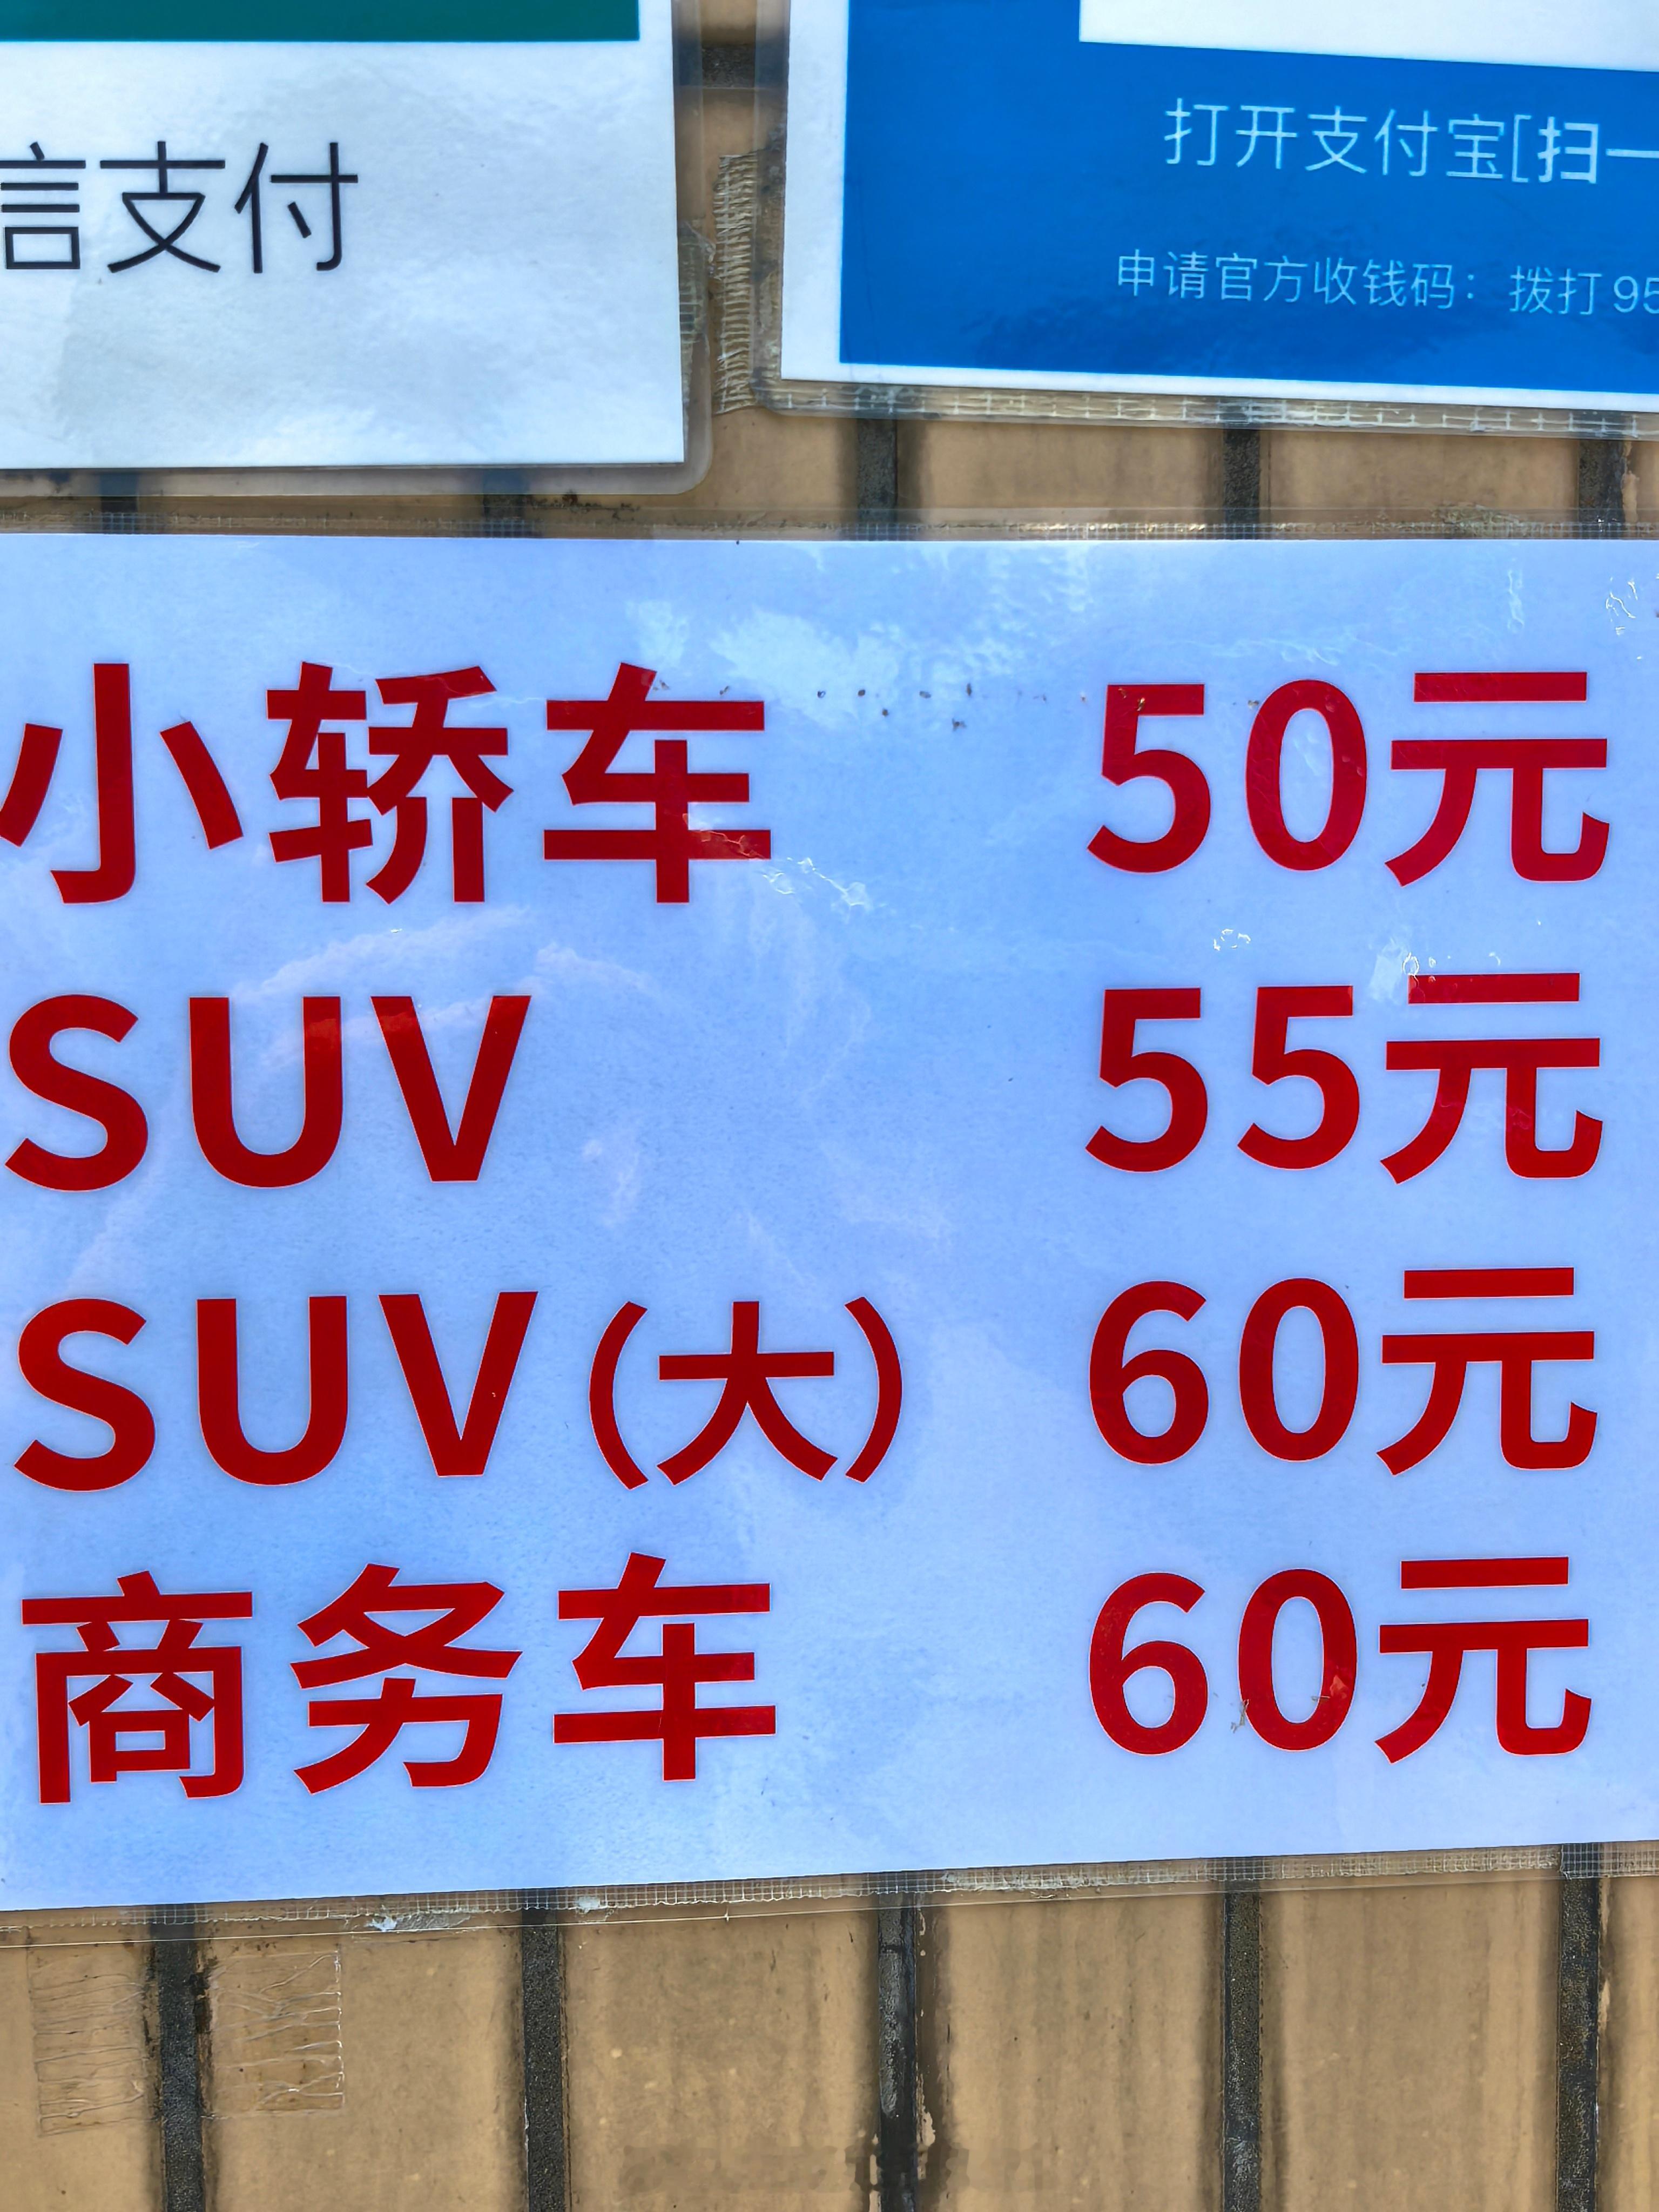 信支付
打开支付宝[扫一
申请官方收钱码：拨打 95
小轿车 50元
SUV 55元
SUV(大) 60元
商务车 60元